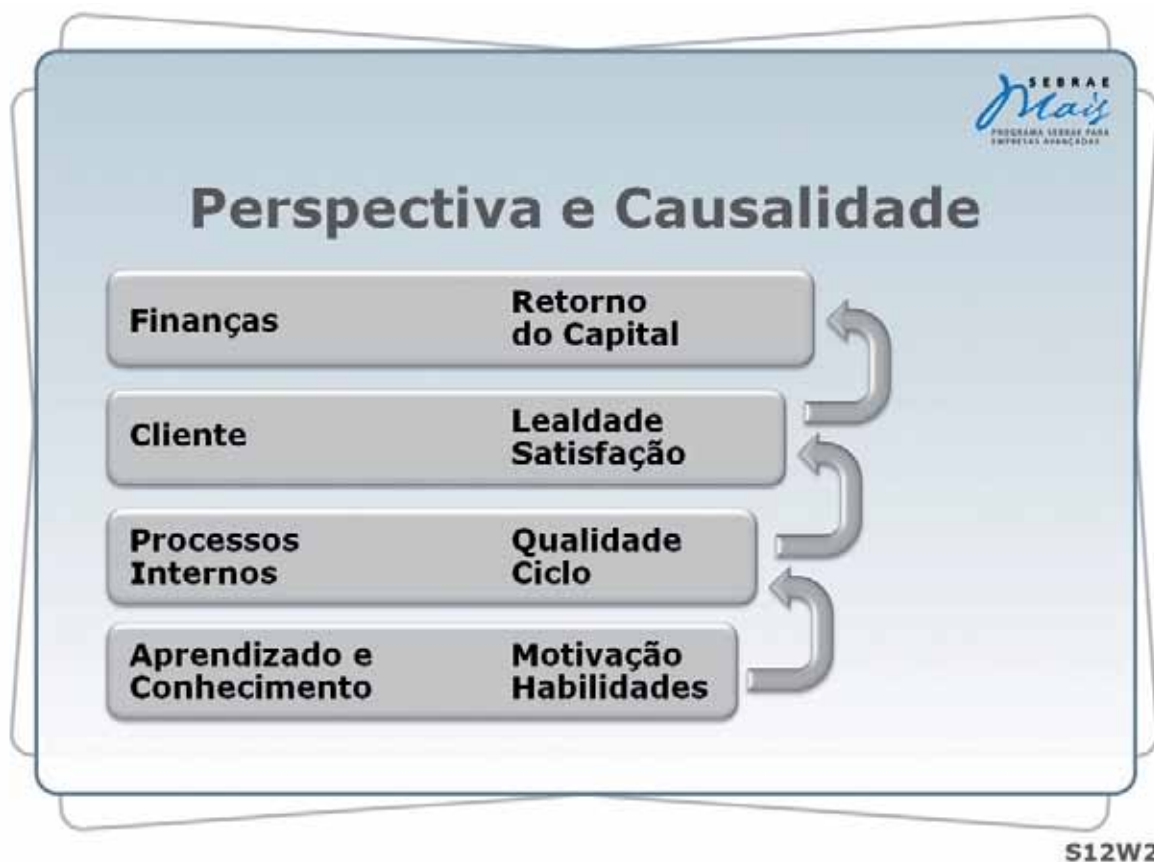 SEBRAE
Mais
PROGRAMA SEBRAE PARA
EMPRESAS AVANÇADAS
Perspectiva e Causalidade
Finanças
Retorno
do Capital
Cliente
Lealdade
Satisfação
Processos
Internos
Qualidade
Ciclo
Aprendizado e
Conhecimento
Motivação
Habilidades
S12W2